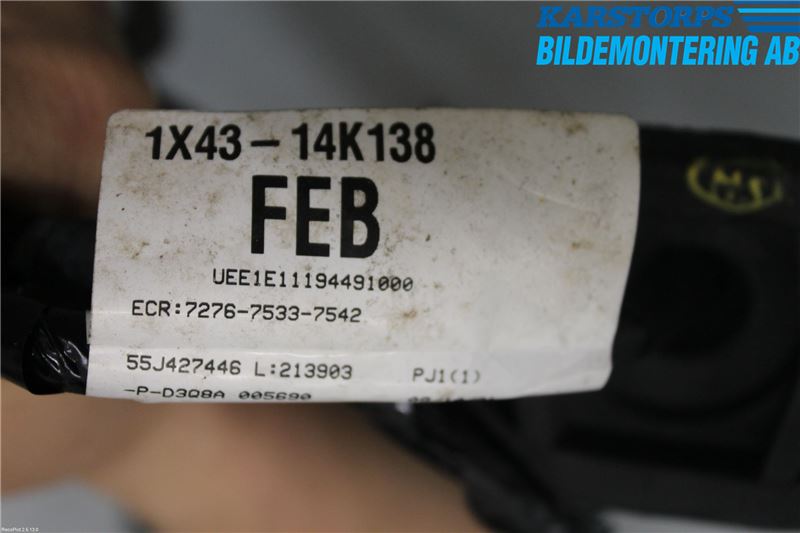 KARSTORPS
BILDEMONTERING AB
1X43-14K138
FEB
UEE1E11194491000
ECR:7276-7533-7542
55J427446 L:213903 PJ1(1)
-P-D3Q8A 005690